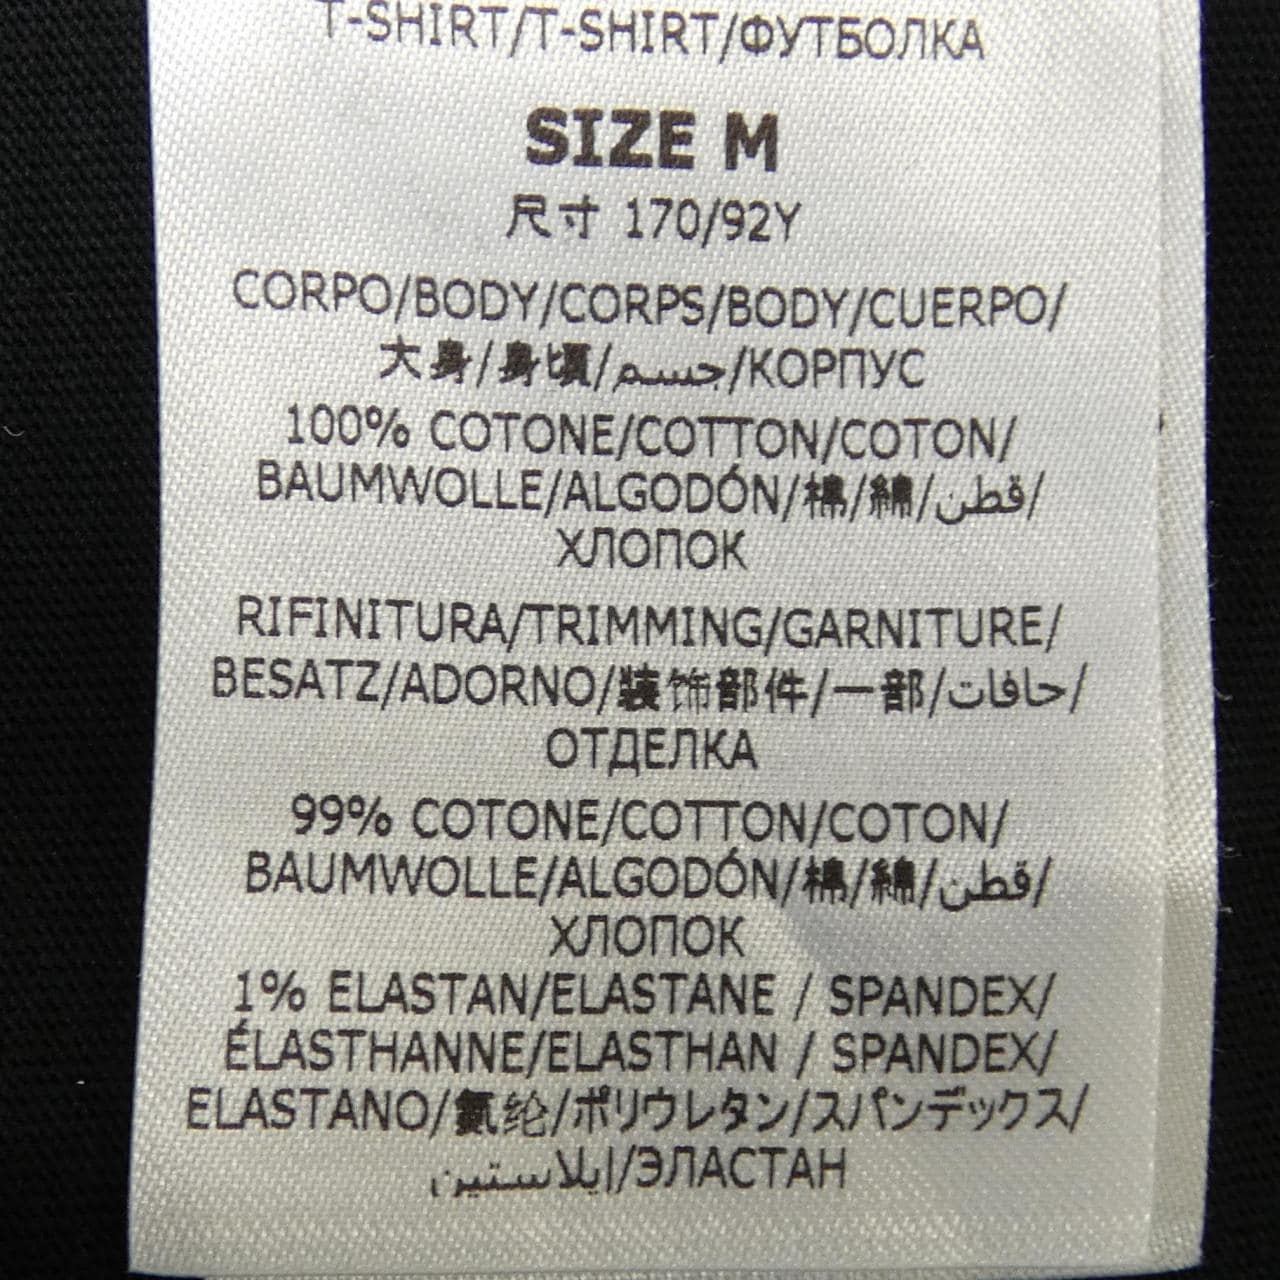 T-SHIRT/T-SHIRT/ФУТБОЛКА
SIZE M
尺寸 170/92Y
CORPO/BODY/CORPS/BODY/CUERPO/
大身/身頃/جسم/КОРПУС
100% COTONE/COTTON/COTON/
BAUMWOLLE/ALGODÓN/棉/綿/قطن/
ХЛОПОК
RIFINITURA/TRIMMING/GARNITURE/
BESATZ/ADORNO/装饰部件/一部/حافات/
ОТДЕЛКА
99% COTONE/COTTON/COTON/
BAUMWOLLE/ALGODÓN/棉/綿/قطن/
ХЛОПОК
1% ELASTAN/ELASTANE / SPANDEX/
ÉLASTHANNE/ELASTHAN / SPANDEX/
ELASTANO/氨纶/ポリウレタン/スパンデックス/
إيلاستين/ЭЛАСТАН